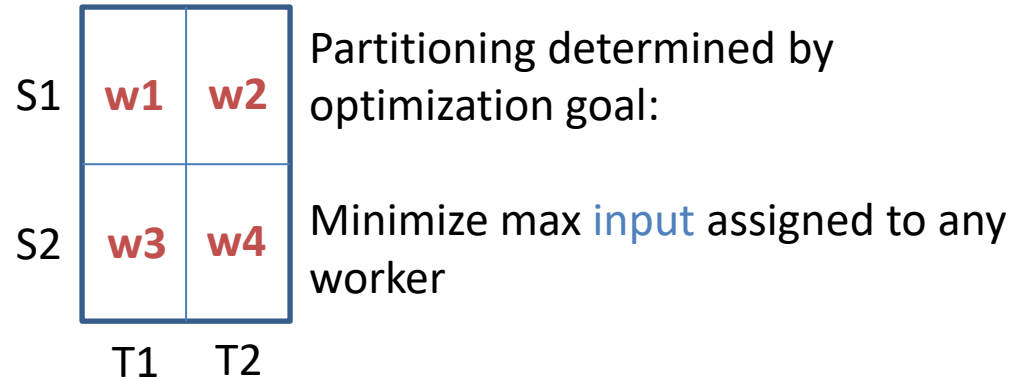 S1 w1 w2
Partitioning determined by
optimization goal:
S2 w3 w4
Minimize max input assigned to any
worker
T1 T2